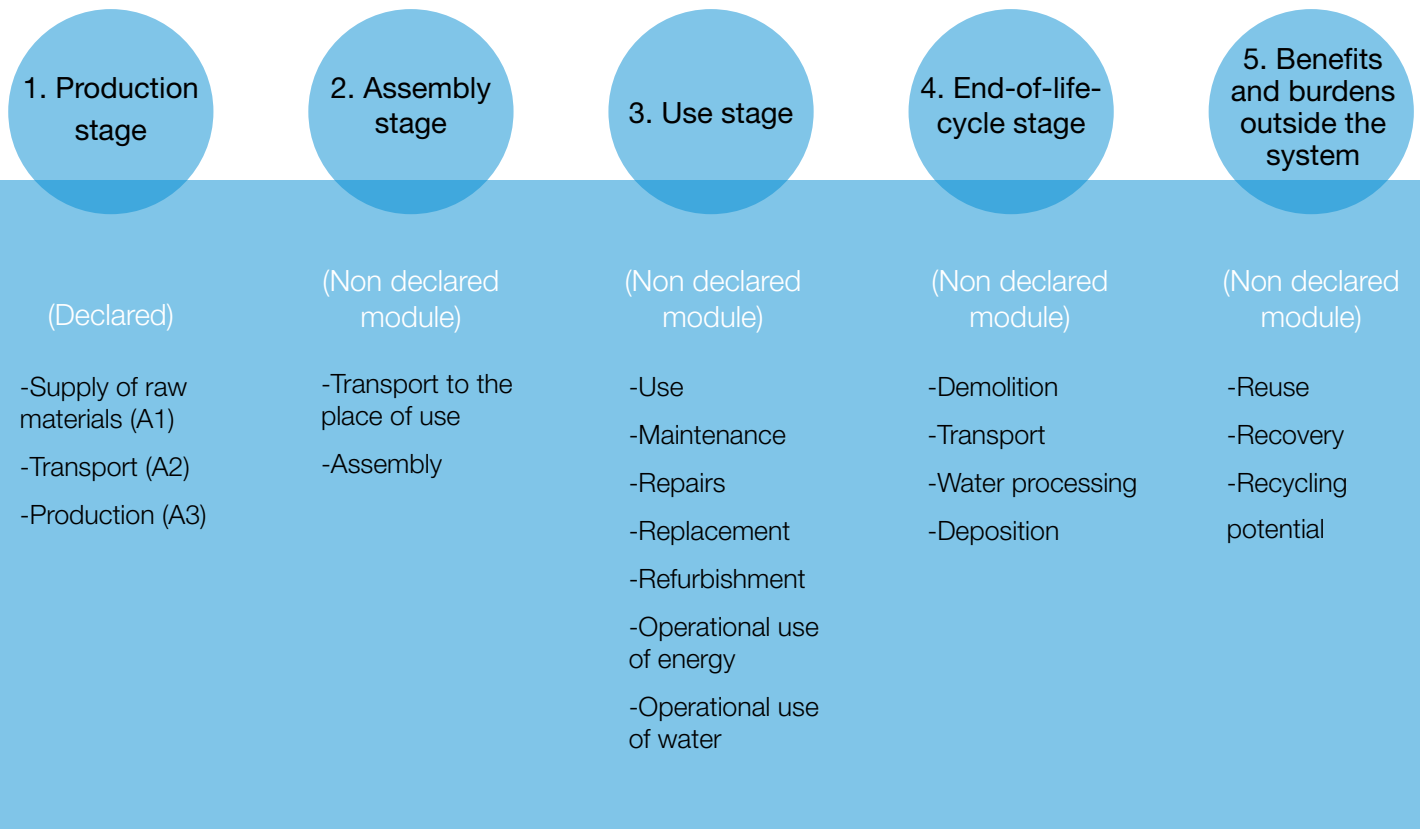 1. Production
stage
(Declared)
-Supply of raw
materials (A1)
-Transport (A2)
-Production (A3)
2. Assembly
stage
(Non declared
module)
-Transport to the
place of use
-Assembly
3. Use stage
(Non declared
module)
-Use
-Maintenance
-Repairs
-Replacement
-Refurbishment
-Operational use
of energy
-Operational use
of water
4. End-of-life-
cycle stage
(Non declared
module)
-Demolition
-Transport
-Water processing
-Deposition
5. Benefits
and burdens
outside the
system
(Non declared
module)
-Reuse
-Recovery
-Recycling
potential